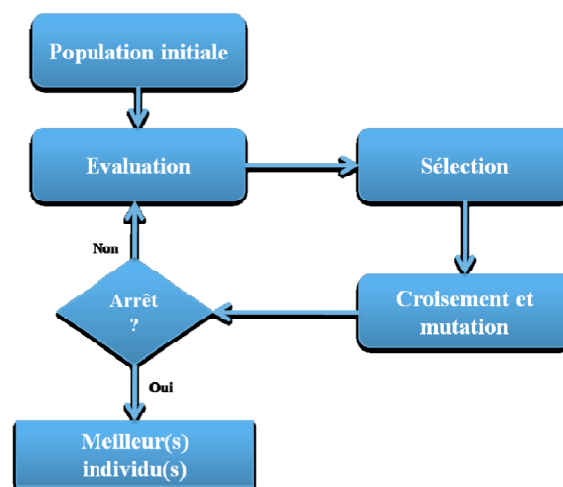 Population initiale
Evaluation
Sélection
Non
Arrêt
?
Croisement et
mutation
Oui
Meilleur(s)
individu(s)